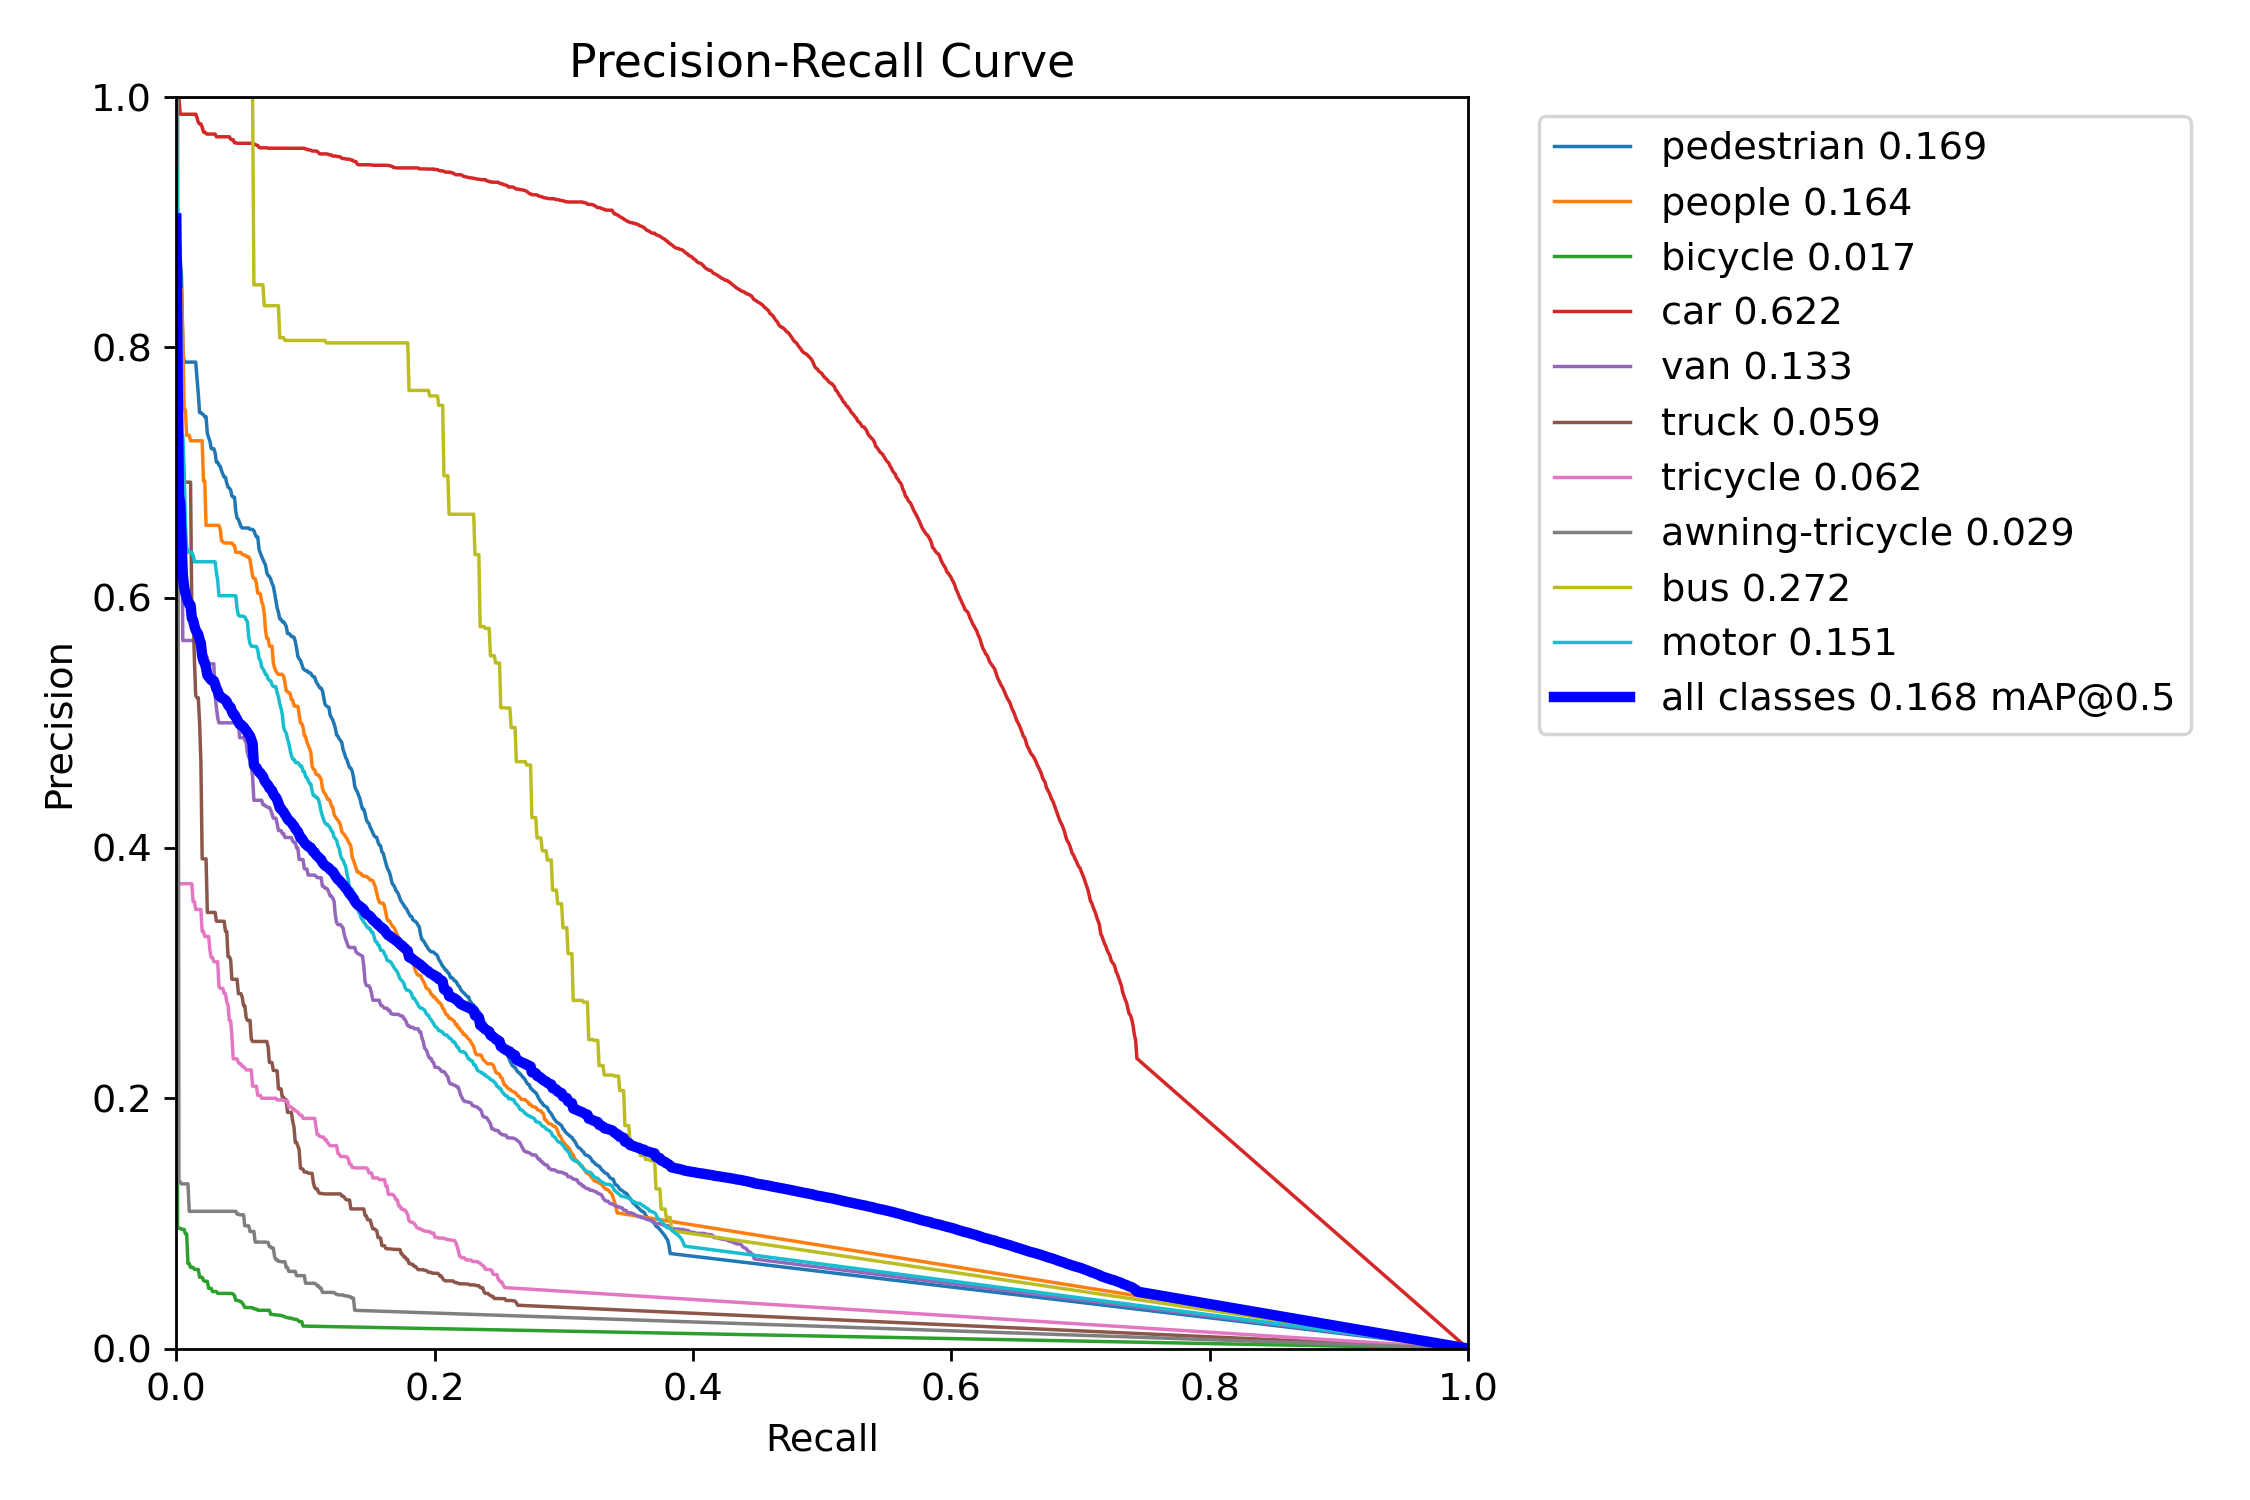 Precision-Recall Curve
1.0
0.8
0.6
0.4
0.2
0.0
Precision
0.0 0.2 0.4 0.6 0.8 1.0
Recall
pedestrian 0.169
people 0.164
bicycle 0.017
car 0.622
van 0.133
truck 0.059
tricycle 0.062
awning-tricycle 0.029
bus 0.272
motor 0.151
all classes 0.168 mAP@0.5